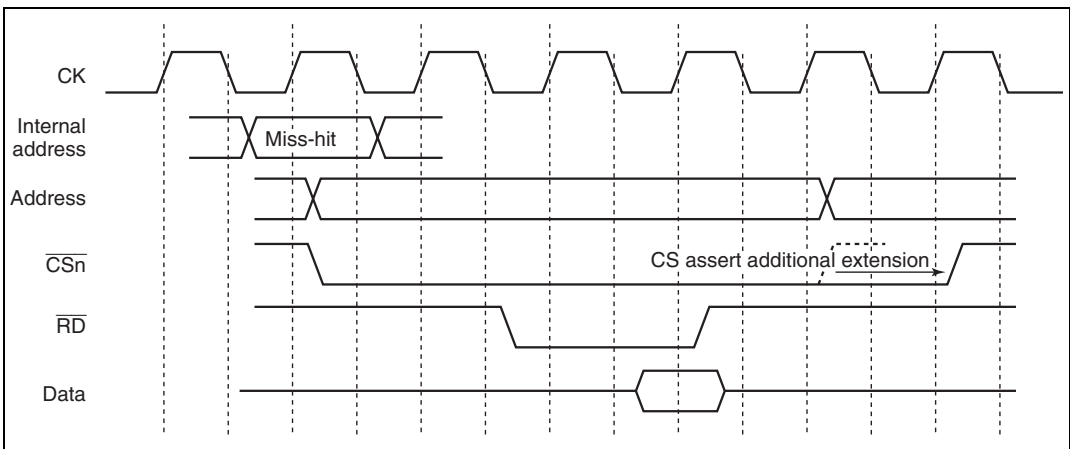 CK
Internal
address
Miss-hit
Address
CSn
CS assert additional extension
RD
Data